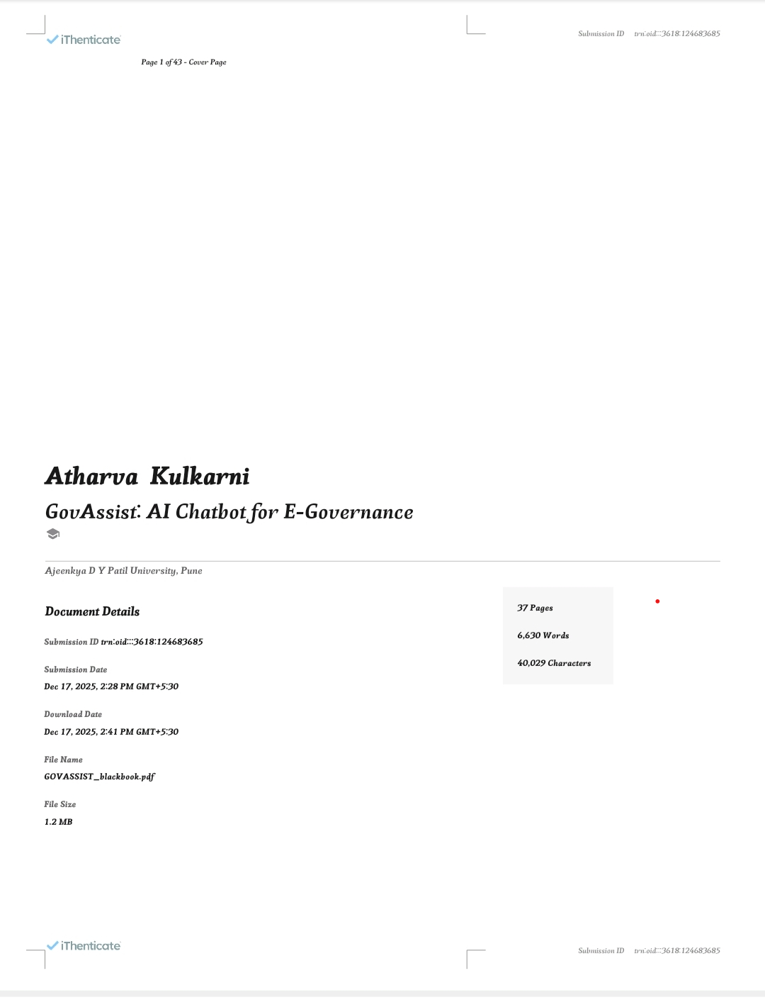 iThenticate
Submission ID trn:oid:::3618:124683685
Page 1 of 43 - Cover Page
Atharva Kulkarni
GovAssist: AI Chatbot for E-Governance
Ajeenkya D Y Patil University, Pune
Document Details
Submission ID trn:oid:::3618:124683685
Submission Date
Dec 17, 2025, 2:28 PM GMT+5:30
Download Date
Dec 17, 2025, 2:41 PM GMT+5:30
File Name
GOVASSIST_blackbook.pdf
File Size
1.2 MB
37 Pages
6,630 Words
40,029 Characters
iThenticate
Submission ID trn:oid:::3618:124683685